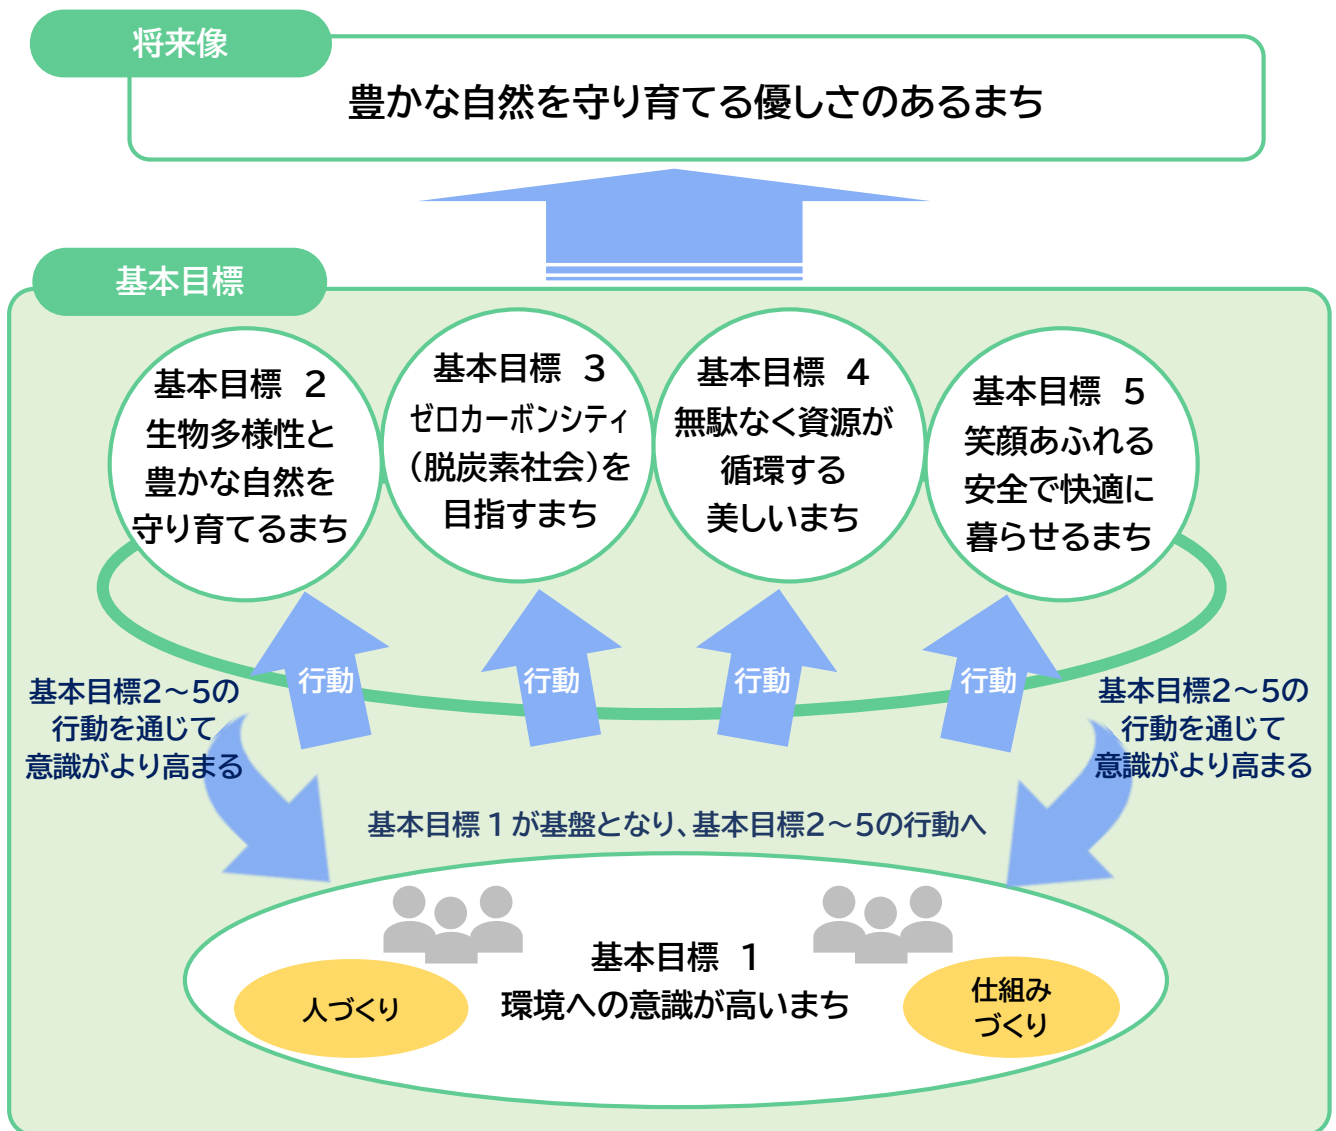 将来像
豊かな自然を守り育てる優しさのあるまち
基本目標
基本目標 2
生物多様性と
豊かな自然を
守り育てるまち
基本目標 3
ゼロカーボンシティ
(脱炭素社会)を
目指すまち
基本目標 4
無駄なく資源が
循環する
美しいまち
基本目標 5
笑顔あふれる
安全で快適に
暮らせるまち
行動
行動
行動
行動
基本目標2～5の
行動を通じて
意識がより高まる
基本目標2～5の
行動を通じて
意識がより高まる
基本目標1が基盤となり、基本目標2～5の行動へ
基本目標 1
環境への意識が高いまち
人づくり
仕組み
づくり